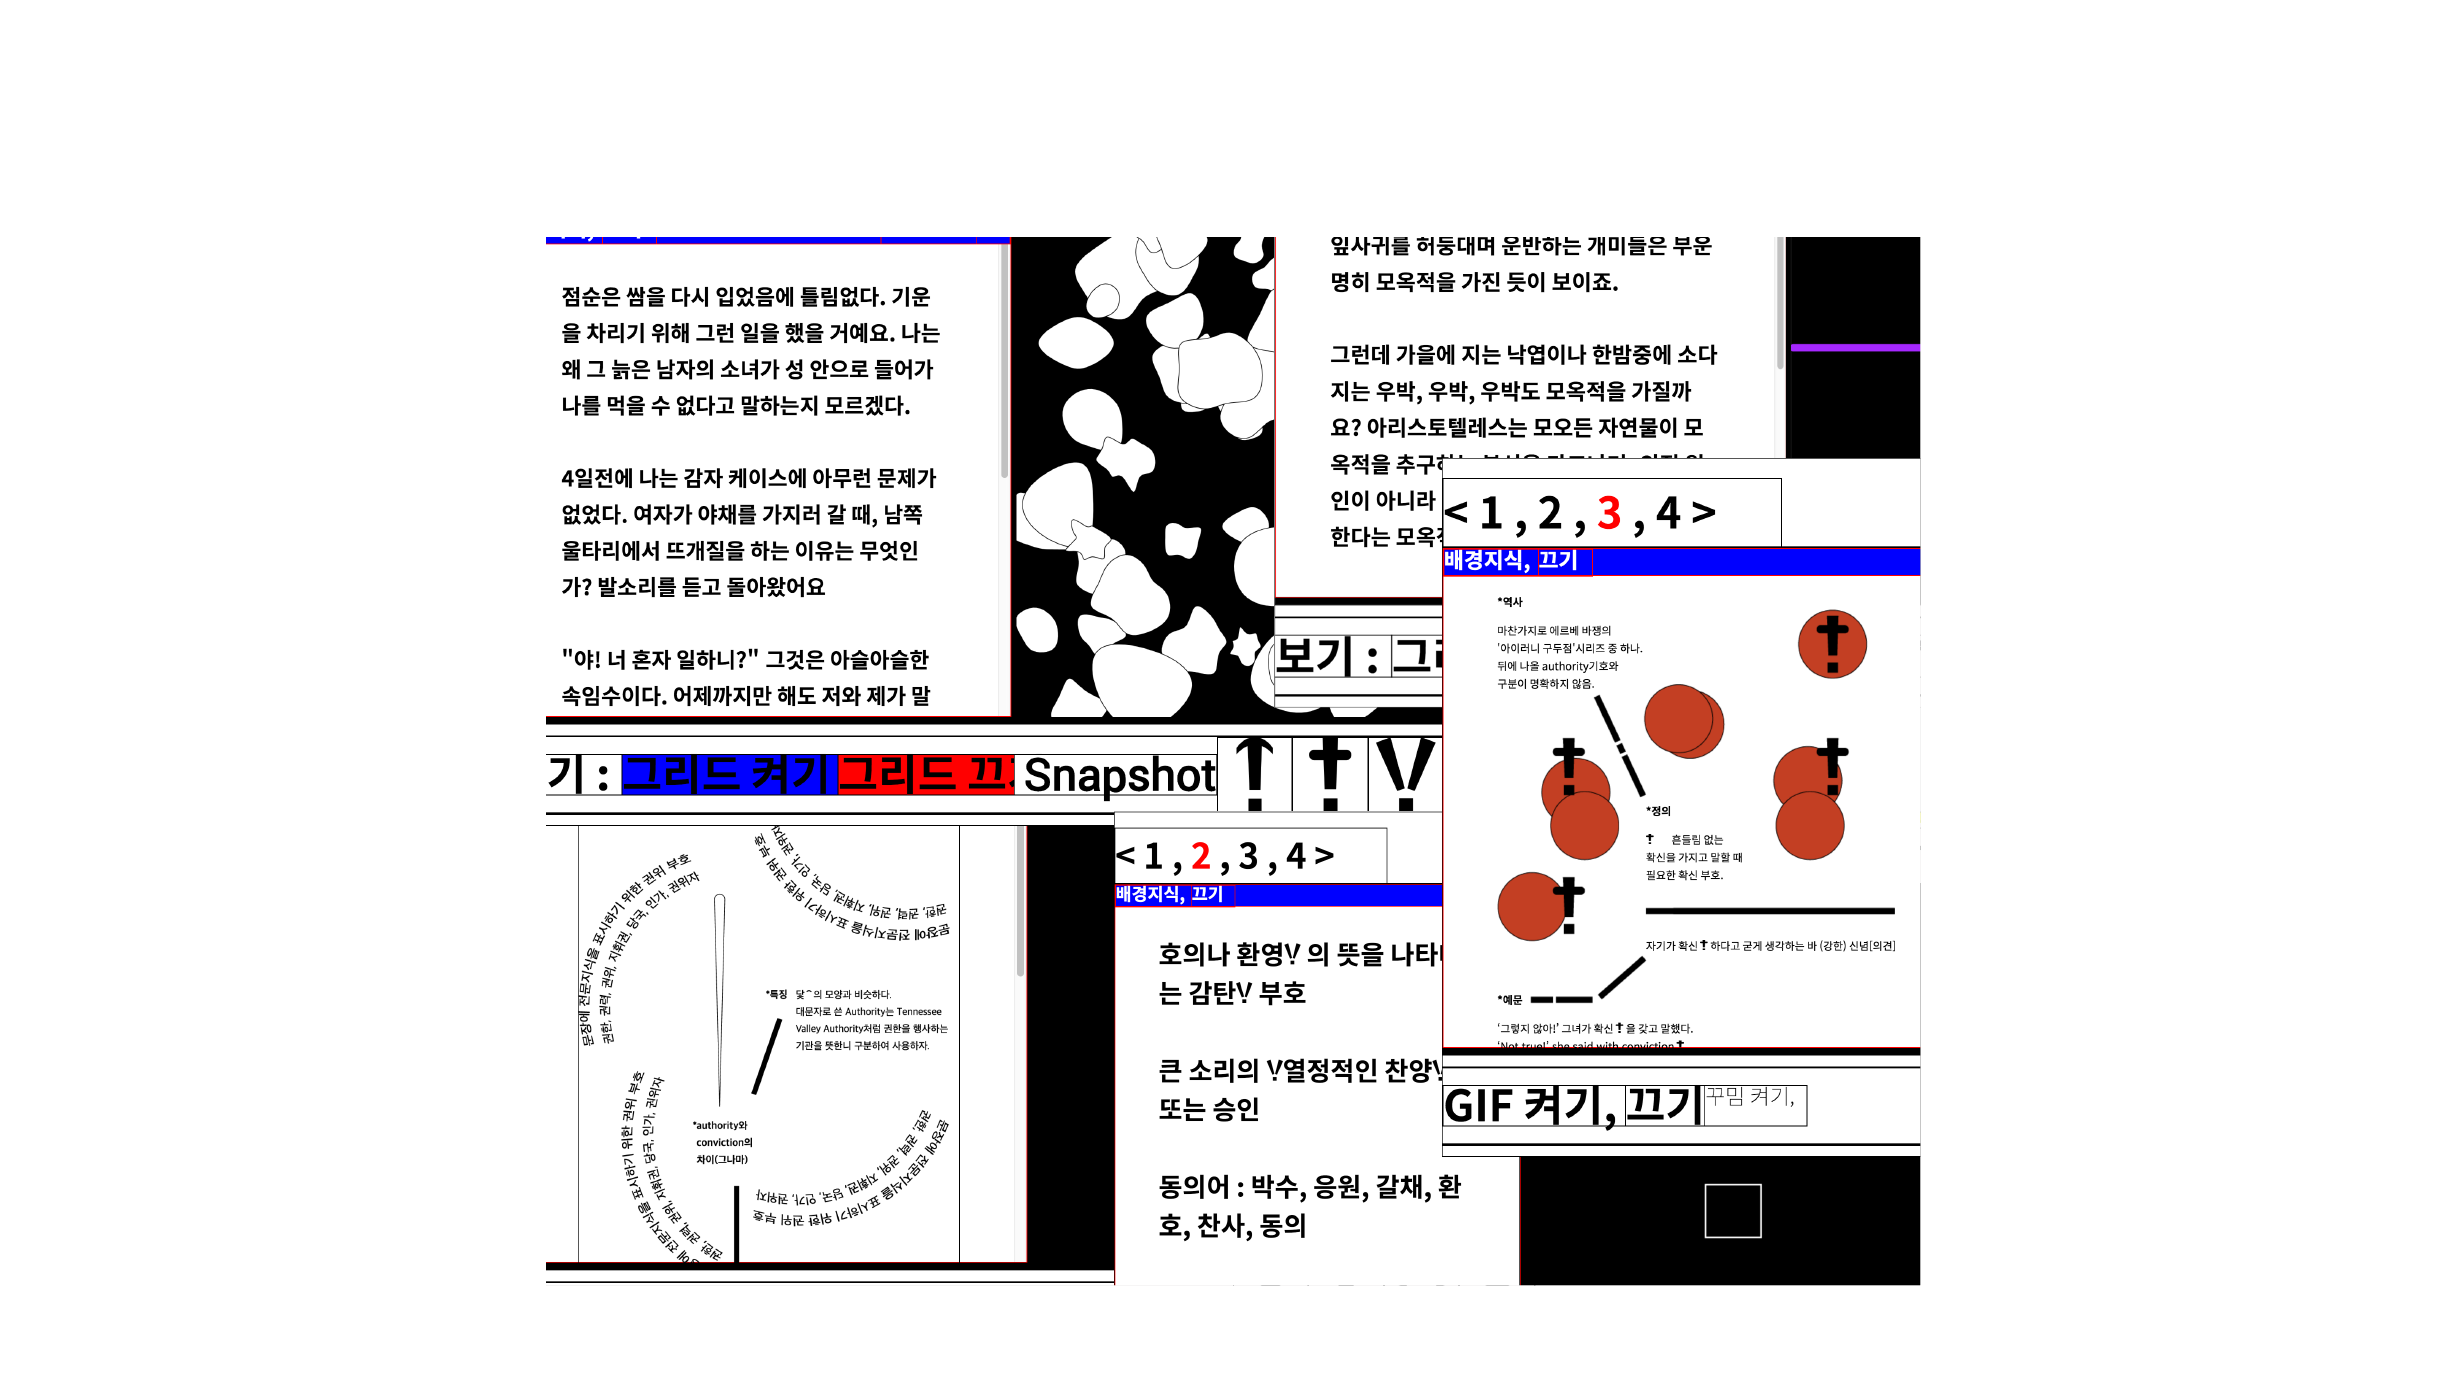 점순은 쌈을 다시 입었음에 틀림없다. 기운
을 차리기 위해 그런 일을 했을 거예요. 나는
왜 그 늙은 남자의 소녀가 성 안으로 들어가
나를 먹을 수 없다고 말하는지 모르겠다.
4일전에 나는 감자 케이스에 아무런 문제가
없었다. 여자가 야채를 가지러 갈 때, 남쪽
울타리에서 뜨개질을 하는 이유는 무엇인
가? 발소리를 듣고 돌아왔어요
"야! 너 혼자 일하니?" 그것은 아슬아슬한
속임수이다. 어제까지만 해도 저와 제가 말
잎사귀를 허둥대며 운반하는 개미들은 부운
명히 모옥적을 가진 듯이 보이죠.
그런데 가을에 지는 낙엽이나 한밤중에 소다
지는 우박, 우박, 우박도 모옥적을 가질까
요? 아리스토텔레스는 모오든 자연물이 모
옥적을 추구
인이 아니라
한다는 모옥
보기 : 그
< 1 , 2 , 3 , 4 >
배경지식, 끄기
*역사
마찬가지로 에르베 바쟁의
'아이러니 구두점'시리즈 중 하나.
뒤에 나올 authority기호와
구분이 명확하지 않음.
*정의
흔들림 없는
확신을 가지고 말할 때
필요한 확신 부호.
자기가 확신 하다고 굳게 생각하는 바 (강한) 신념[의견]
*예문
'그렇지 않아!' 그녀가 확신 을 갖고 말했다.
'Not true!' she said with conviction
GIF 켜기, 끄기 꾸밈 켜기,
기 : 그리드 켜기 그리드 끄기 Snapshot
문장에 전문지식을 표시하기 위한 권위 부호
권한, 권력, 권위, 지휘권, 당국, 인가, 권위자
문장에 전문지식을 표시하기 위한 권위 부호
권한, 권력, 권위, 지휘권, 당국, 인가, 권위자
*특징 닻의 모양과 비슷하다.
대문자로 쓴 Authority는 Tennessee
Valley Authority처럼 권한을 행사하는
기관을 뜻한니 구분하여 사용하자.
*authority와
conviction의
차이(그나마)
문장에 전문지식을 표시하기 위한 권위 부호
권한, 권력, 권위, 지휘권, 당국, 인가, 권위자
문장에 전문지식을 표시하기 위한 권위 부호
권한, 권력, 권위, 지휘권, 당국, 인가, 권위자
< 1 , 2 , 3 , 4 >
배경지식, 끄기
호의나 환영 의 뜻을 나타
는 감탄 부호
큰 소리의 열정적인 찬양
또는 승인
동의어 : 박수, 응원, 갈채, 환
호, 찬사, 동의